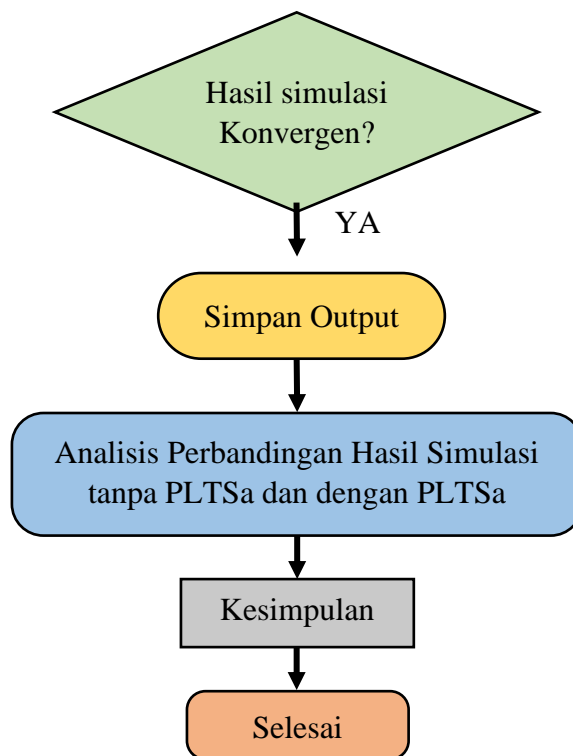 Hasil simulasi
Konvergen?
YA
Simpan Output
Analisis Perbandingan Hasil Simulasi
tanpa PLTSa dan dengan PLTSa
Kesimpulan
Selesai